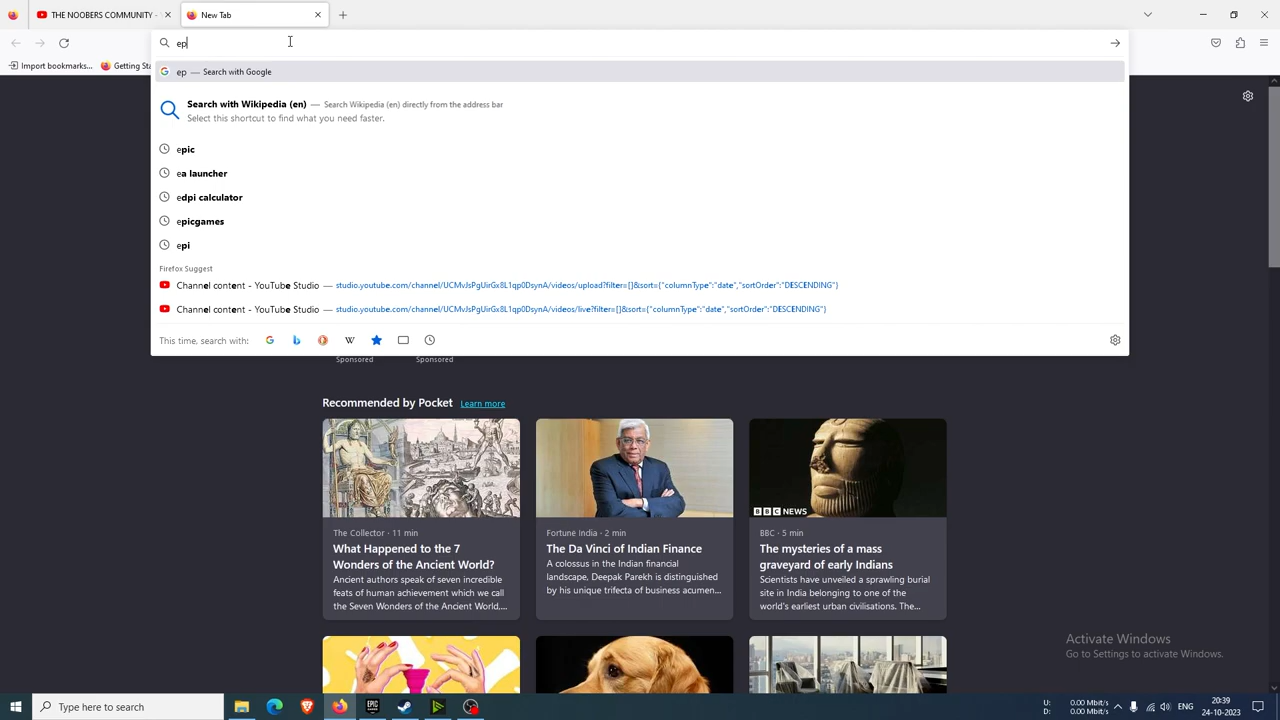 THE NOOBERS COMMUNITY -
New Tab
ep
Import bookmarks...
Getting Sta
ep — Search with Google
Search with Wikipedia (en) — Search Wikipedia (en) directly from the address bar
Select this shortcut to find what you need faster.
epic
ea launcher
edpi calculator
epicgames
epi
Firefox Suggest
Channel content - YouTube Studio — studio.youtube.com/channel/UCMvJsPgUirGx8L1qp0DsynA/videos/upload?filter=[]&sort={"columnType":"date","sortOrder":"DESCENDING"}
Channel content - YouTube Studio — studio.youtube.com/channel/UCMvJsPgUirGx8L1qp0DsynA/videos/live?filter=[]&sort={"columnType":"date","sortOrder":"DESCENDING"}
This time, search with:
Sponsored
Sponsored
Recommended by Pocket Learn more
BBC NEWS
The Collector · 11 min
What Happened to the 7
Wonders of the Ancient World?
Ancient authors speak of seven incredible
feats of human achievement which we call
the Seven Wonders of the Ancient World,...
Fortune India · 2 min
The Da Vinci of Indian Finance
A colossus in the Indian financial
landscape, Deepak Parekh is distinguished
by his unique trifecta of business acumen...
BBC · 5 min
The mysteries of a mass
graveyard of early Indians
Scientists have unveiled a sprawling burial
site in India belonging to one of the
world's earliest urban civilisations. The...
Activate Windows
Go to Settings to activate Windows.
Type here to search
EPIC GAMES
U: 0.00 Mbit/s
D: 0.00 Mbit/s
ENG
20:39
24-10-2023